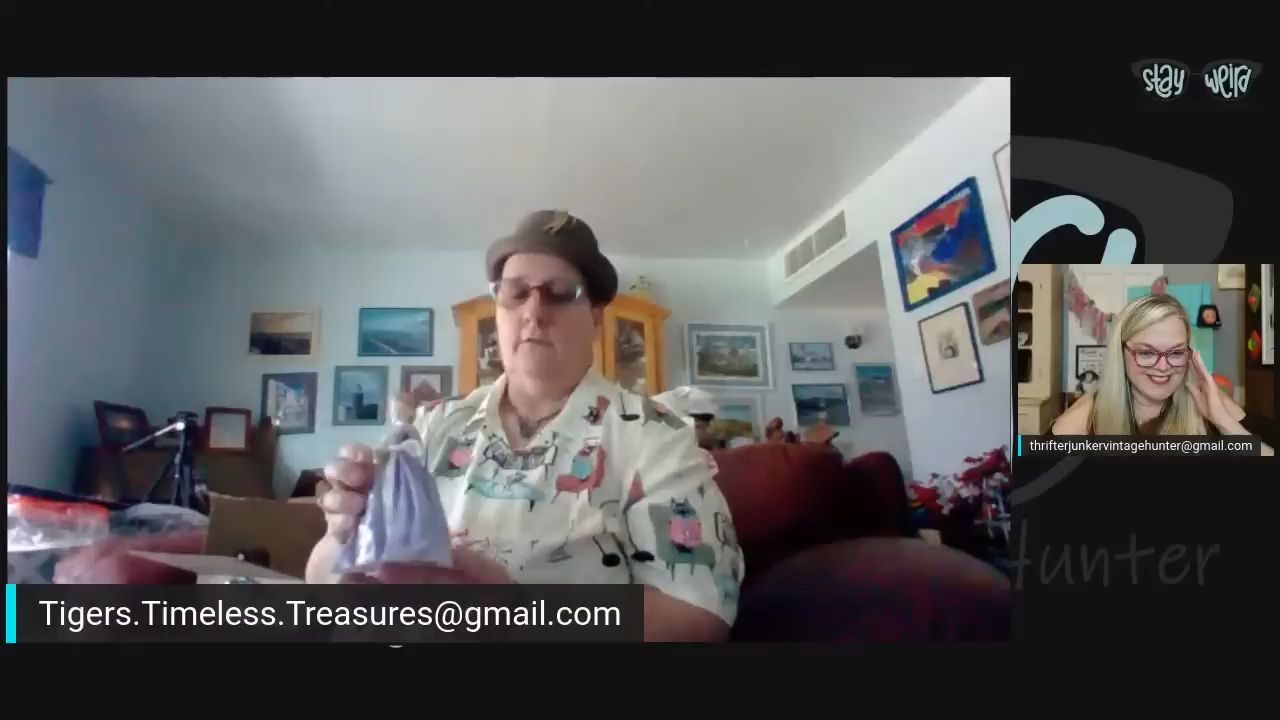 stay weird
thrifterjunkervintagehunter@gmail.com
Hunter
Tigers.Timeless.Treasures@gmail.com